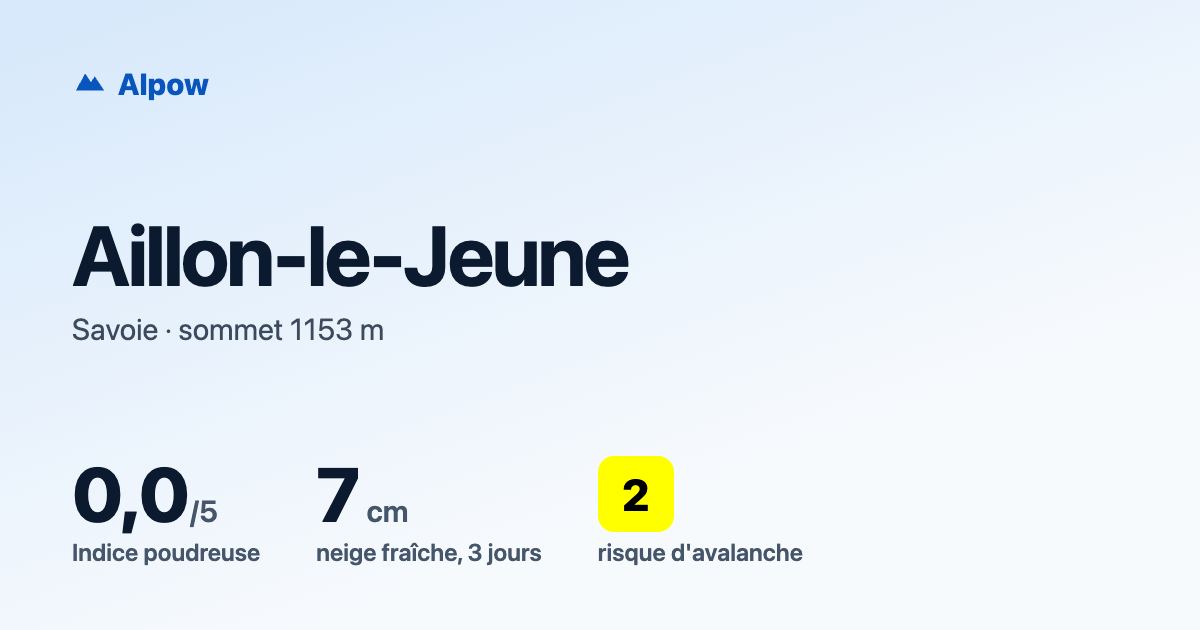 Alpow
Aillon-le-Jeune
Savoie · sommet 1153 m
0,0/5
7 cm
2
Indice poudreuse
neige fraîche, 3 jours
risque d'avalanche